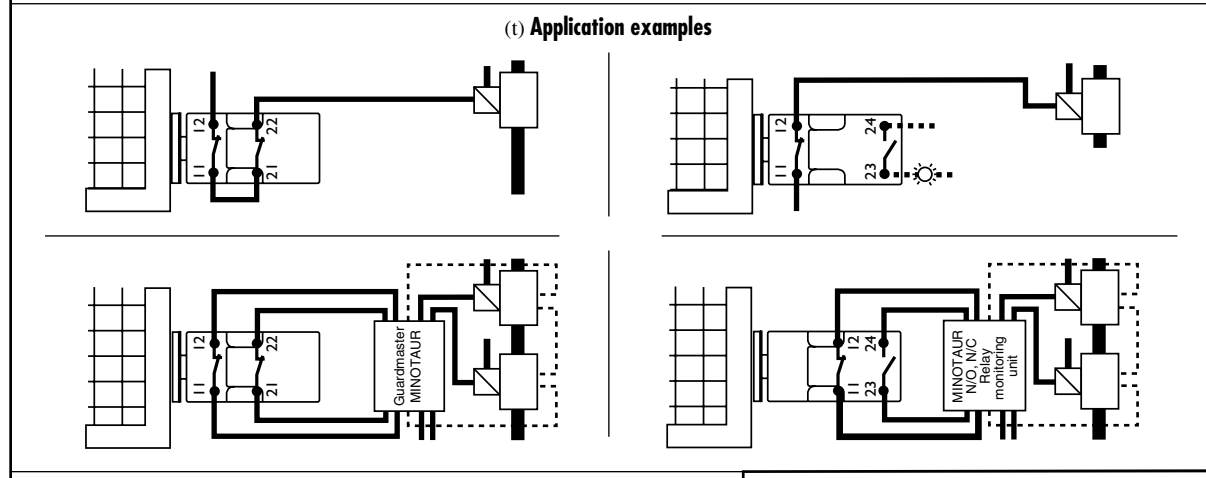 (t) Application examples
12
22
11
21
12
24
11
23
12
22
11
21
Guardmaster
MINOTAUR
12
24
11
23
MINOTAUR
N/O, N/C
Relay
monitoring
unit